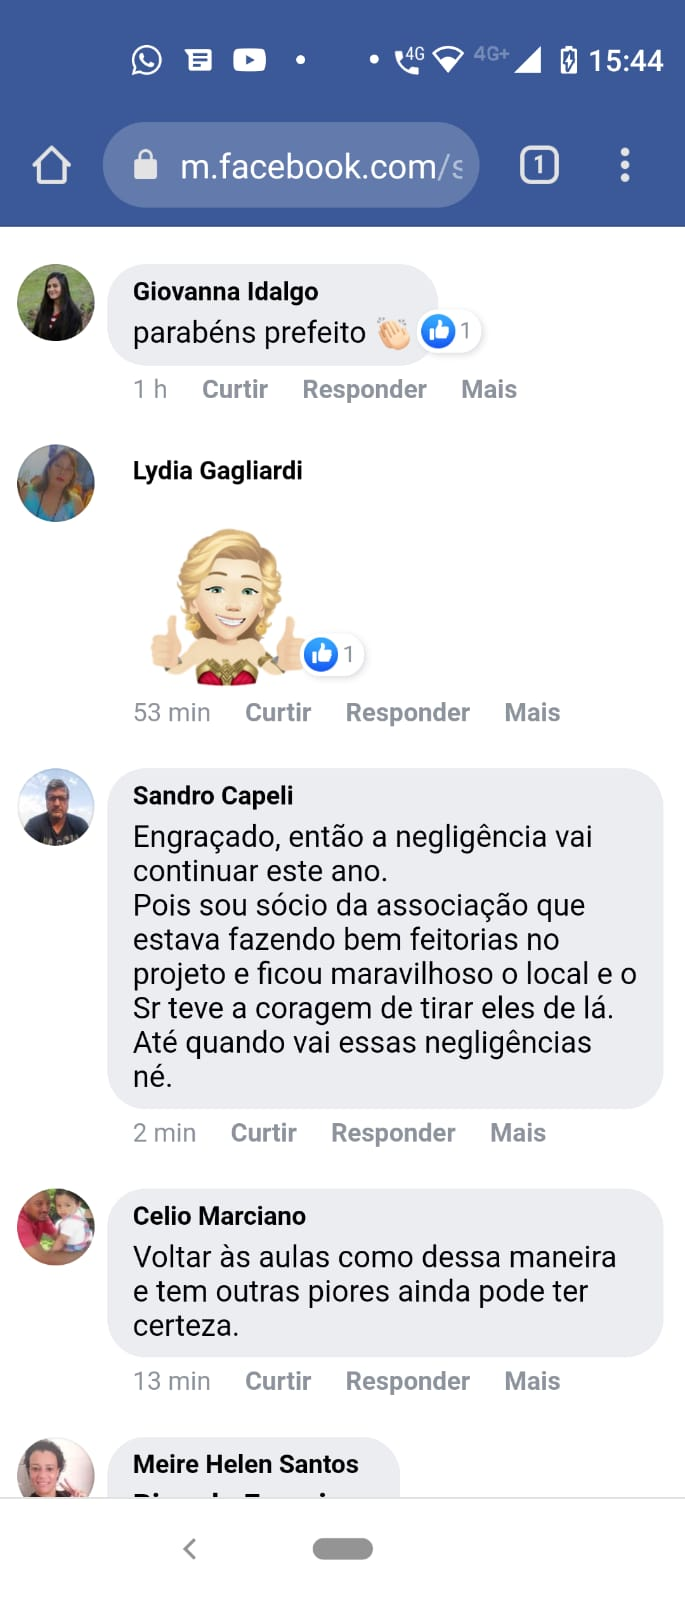 4G 4G+ 15:44
m.facebook.com/s 1
Giovanna Idalgo
parabéns prefeito 👏🏻 1
1 h Curtir Responder Mais
Lydia Gagliardi
1
53 min Curtir Responder Mais
Sandro Capeli
Engraçado, então a negligência vai
continuar este ano.
Pois sou sócio da associação que
estava fazendo bem feitorias no
projeto e ficou maravilhoso o local e o
Sr teve a coragem de tirar eles de lá.
Até quando vai essas negligências
né.
2 min Curtir Responder Mais
Celio Marciano
Voltar às aulas como dessa maneira
e tem outras piores ainda pode ter
certeza.
13 min Curtir Responder Mais
Meire Helen Santos